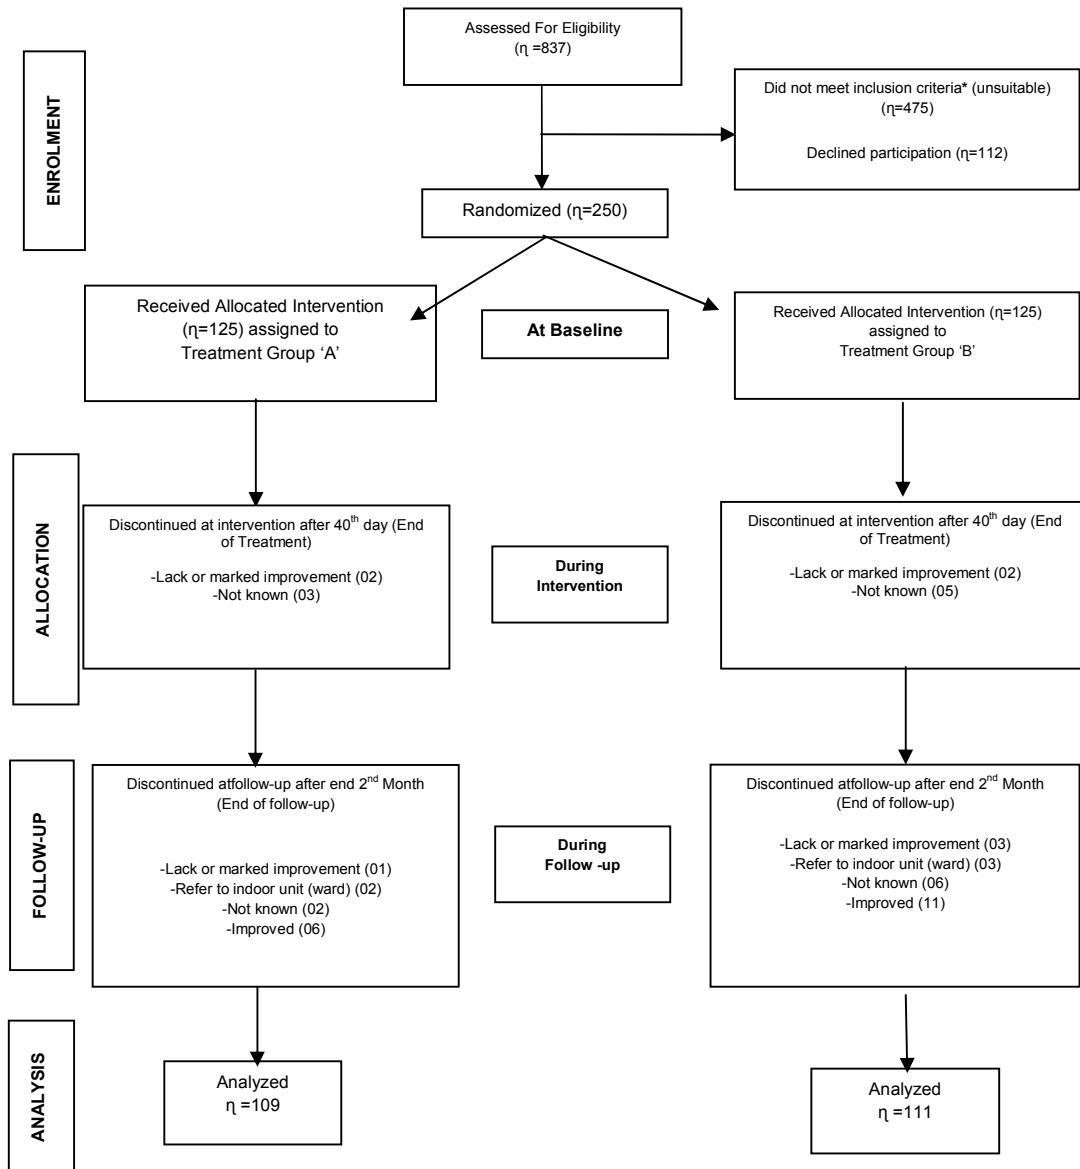 Assessed For Eligibility
(η =837)
ENROLMENT
Did not meet inclusion criteria* (unsuitable)
(η=475)
Declined participation (η=112)
Randomized (η=250)
Received Allocated Intervention
(η=125) assigned to
Treatment Group ‘A’
At Baseline
Received Allocated Intervention (η=125)
assigned to
Treatment Group ‘B’
ALLOCATION
Discontinued at intervention after 40th day (End
of Treatment)
-Lack or marked improvement (02)
-Not known (03)
During
Intervention
Discontinued at intervention after 40th day (End
of Treatment)
-Lack or marked improvement (02)
-Not known (05)
FOLLOW-UP
Discontinued atfollow-up after end 2nd Month
(End of follow-up)
-Lack or marked improvement (01)
-Refer to indoor unit (ward) (02)
-Not known (02)
-Improved (06)
During
Follow -up
Discontinued at follow-up after end 2nd Month
(End of follow-up)
-Lack or marked improvement (03)
-Refer to indoor unit (ward) (03)
-Not known (06)
-Improved (11)
ANALYSIS
Analyzed
η =109
Analyzed
η =111